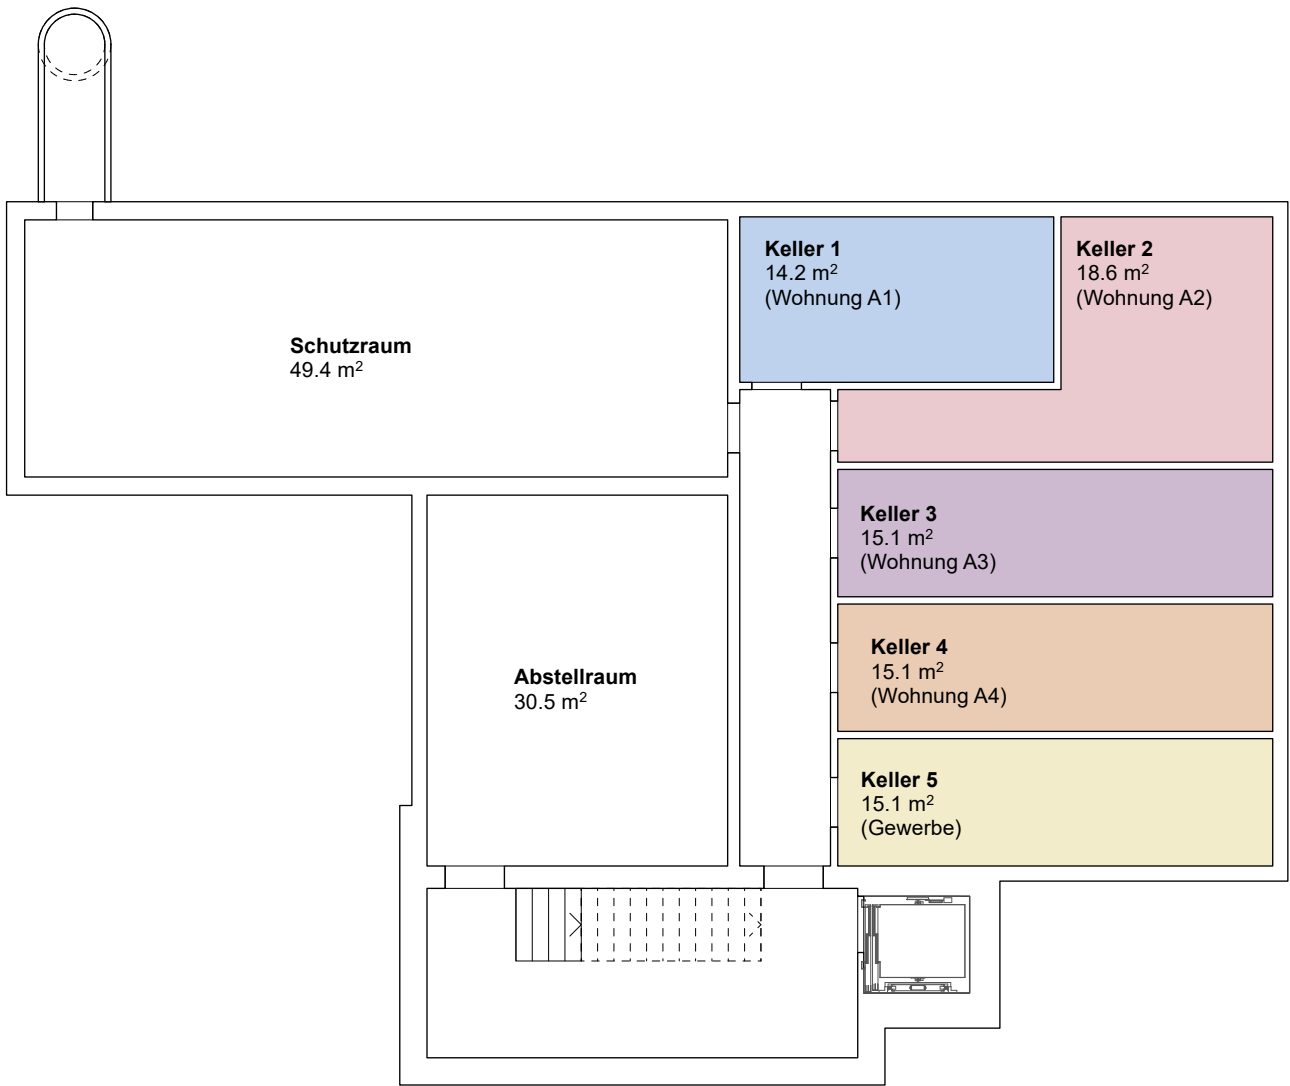 Keller 1
14.2 m²
(Wohnung A1)
Keller 2
18.6 m²
(Wohnung A2)
Schutzraum
49.4 m²
Keller 3
15.1 m²
(Wohnung A3)
Keller 4
15.1 m²
(Wohnung A4)
Abstellraum
30.5 m²
Keller 5
15.1 m²
(Gewerbe)